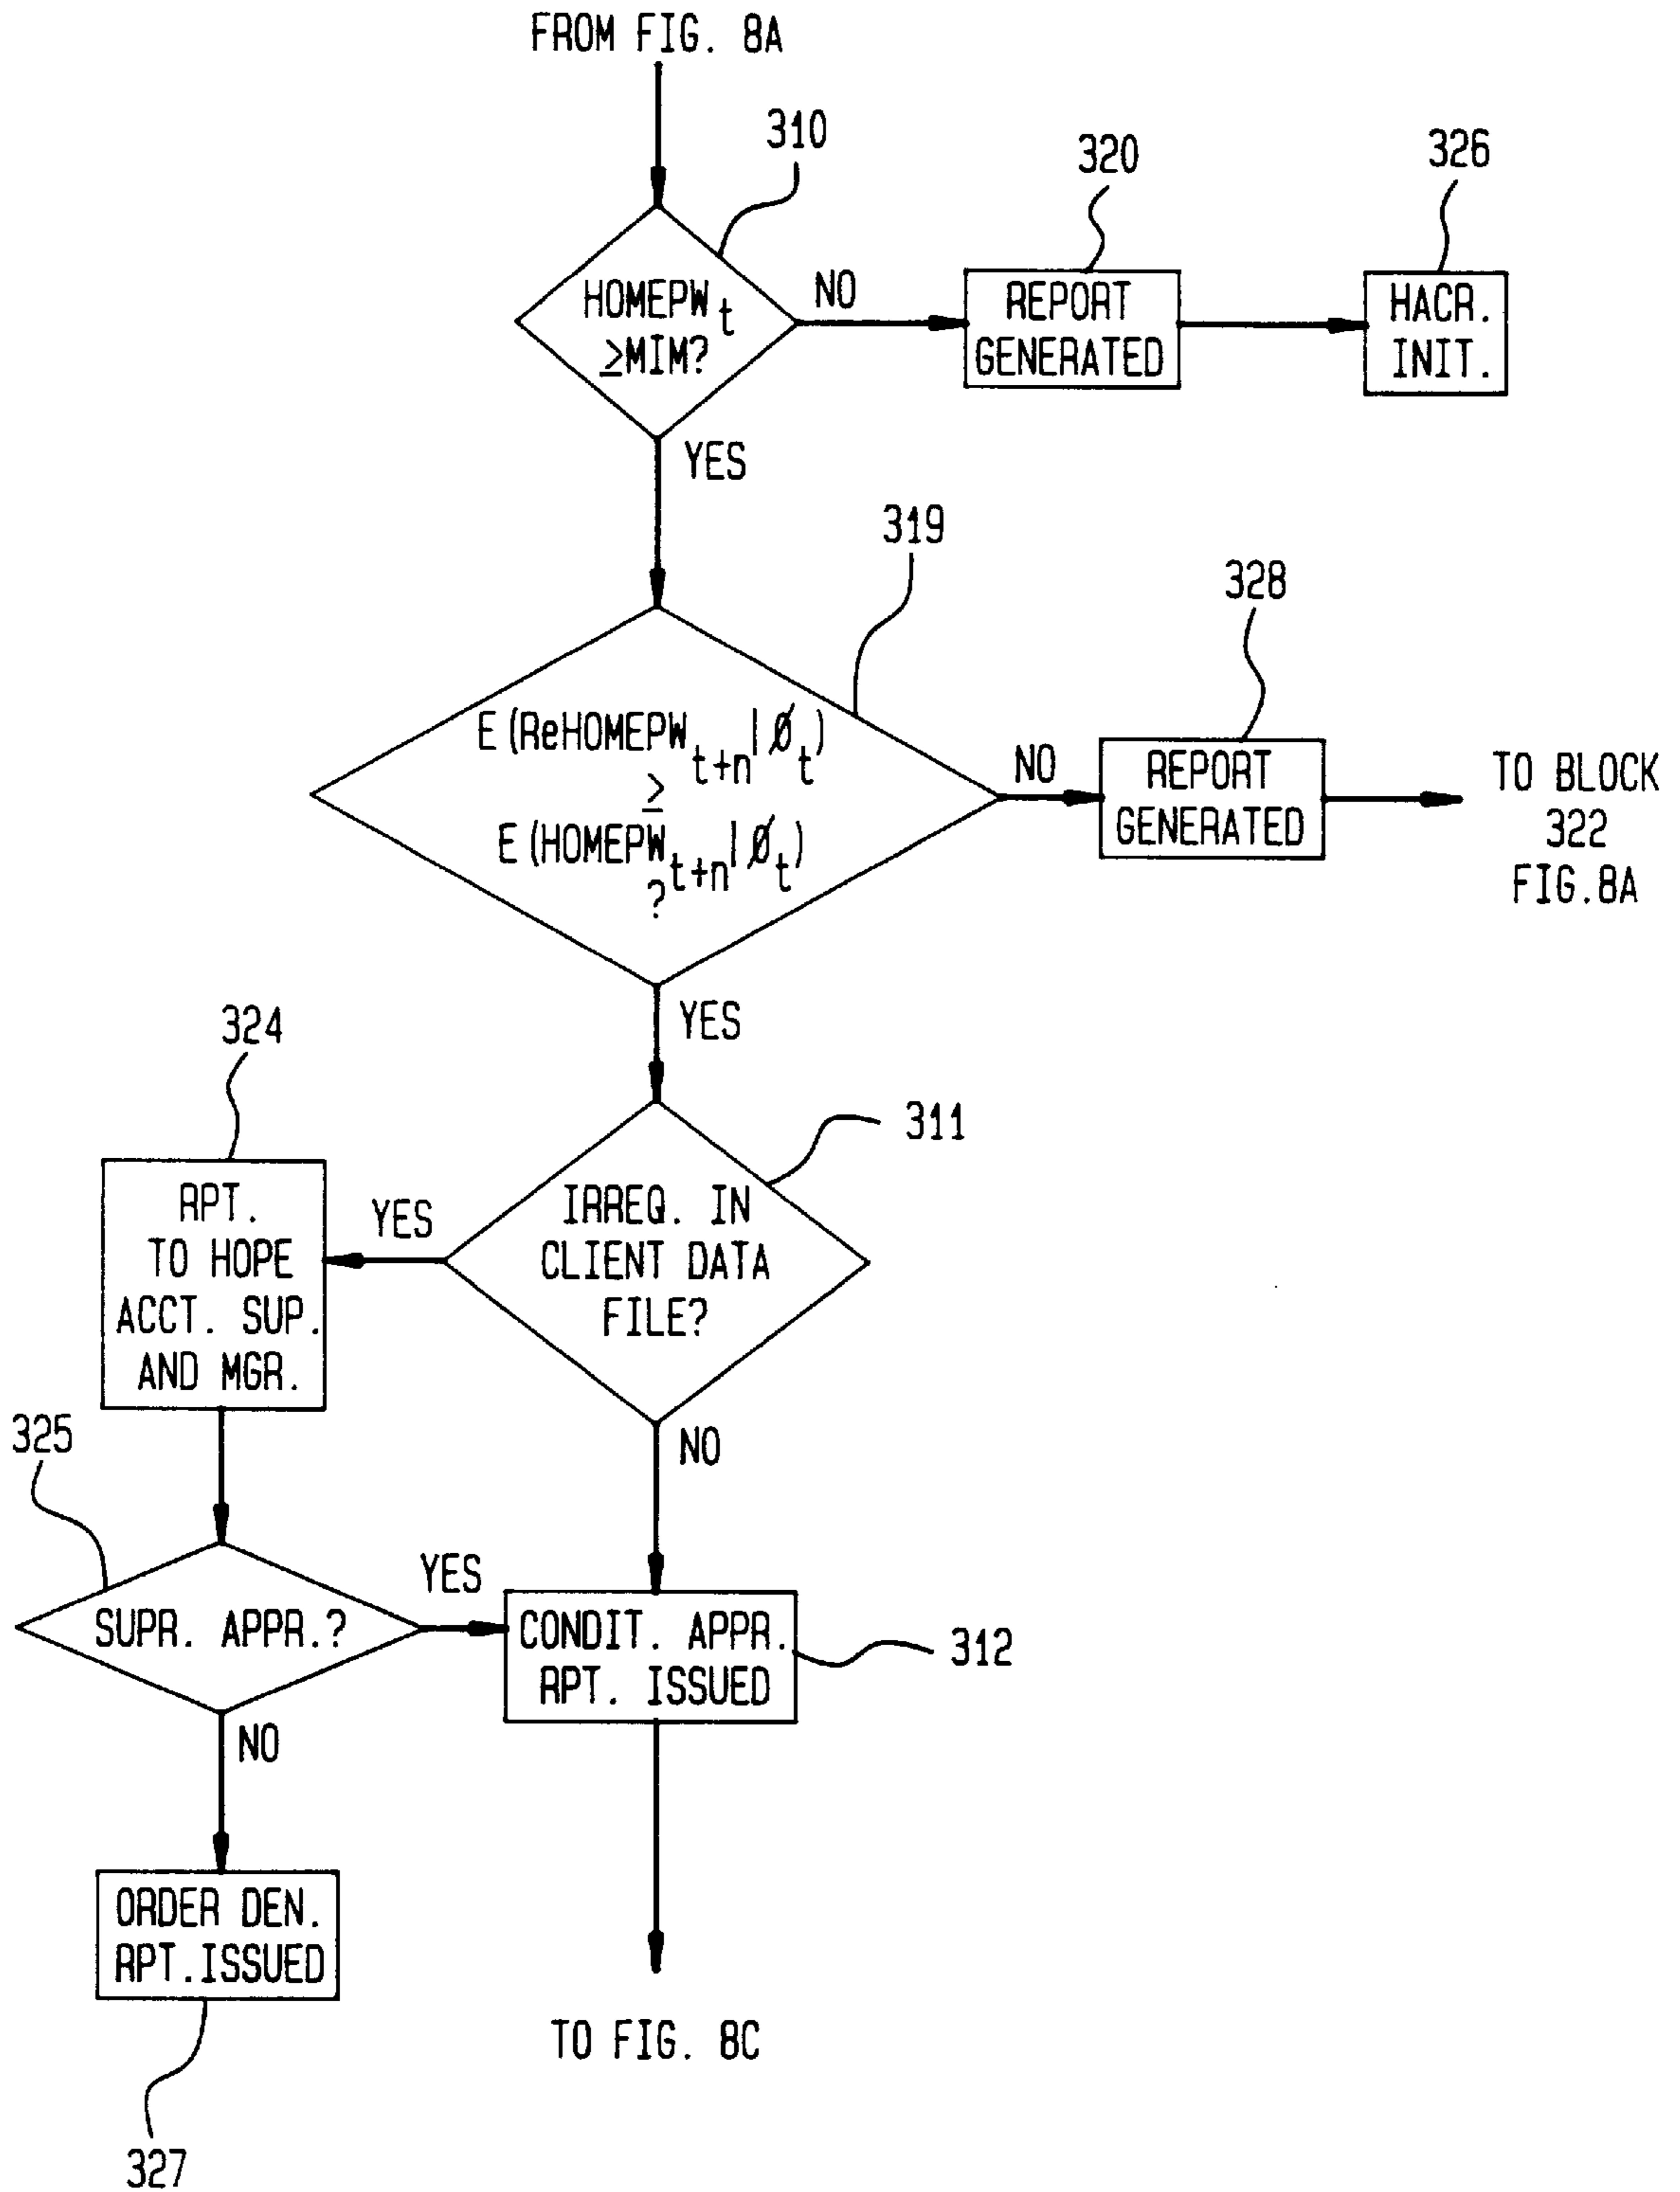 FROM FIG. 8A
310
320
326
HOMEPWt
≥MIM?
NO
REPORT
GENERATED
HACR.
INIT.
YES
319
328
E(ReHOMEPWt+n|Øt)
≥
E(HOMEPWt+n|Øt)
?
NO
REPORT
GENERATED
TO BLOCK
322
FIG.8A
YES
324
311
RPT.
TO HOPE
ACCT. SUP.
AND MGR.
YES
IRREQ. IN
CLIENT DATA
FILE?
NO
325
SUPR. APPR.?
YES
CONDIT. APPR.
RPT. ISSUED
312
NO
ORDER DEN.
RPT.ISSUED
327
TO FIG. 8C